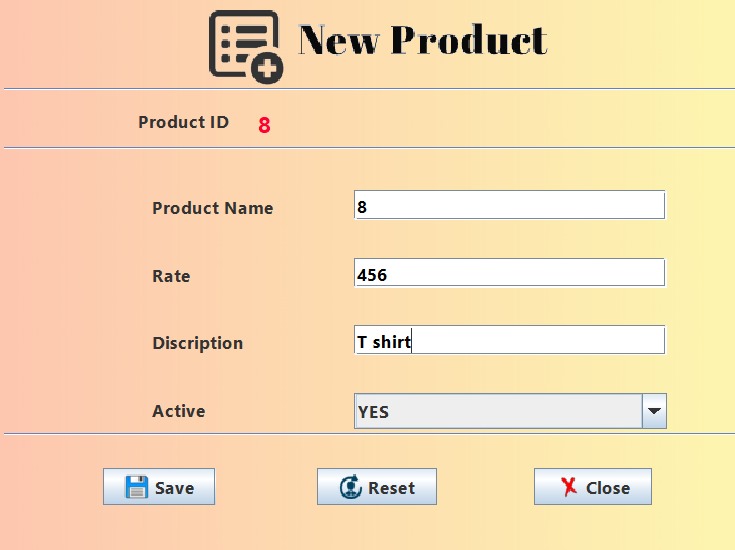 New Product
Product ID 8
Product Name 8
Rate 456
Discription T shirt
Active YES
Save Reset Close